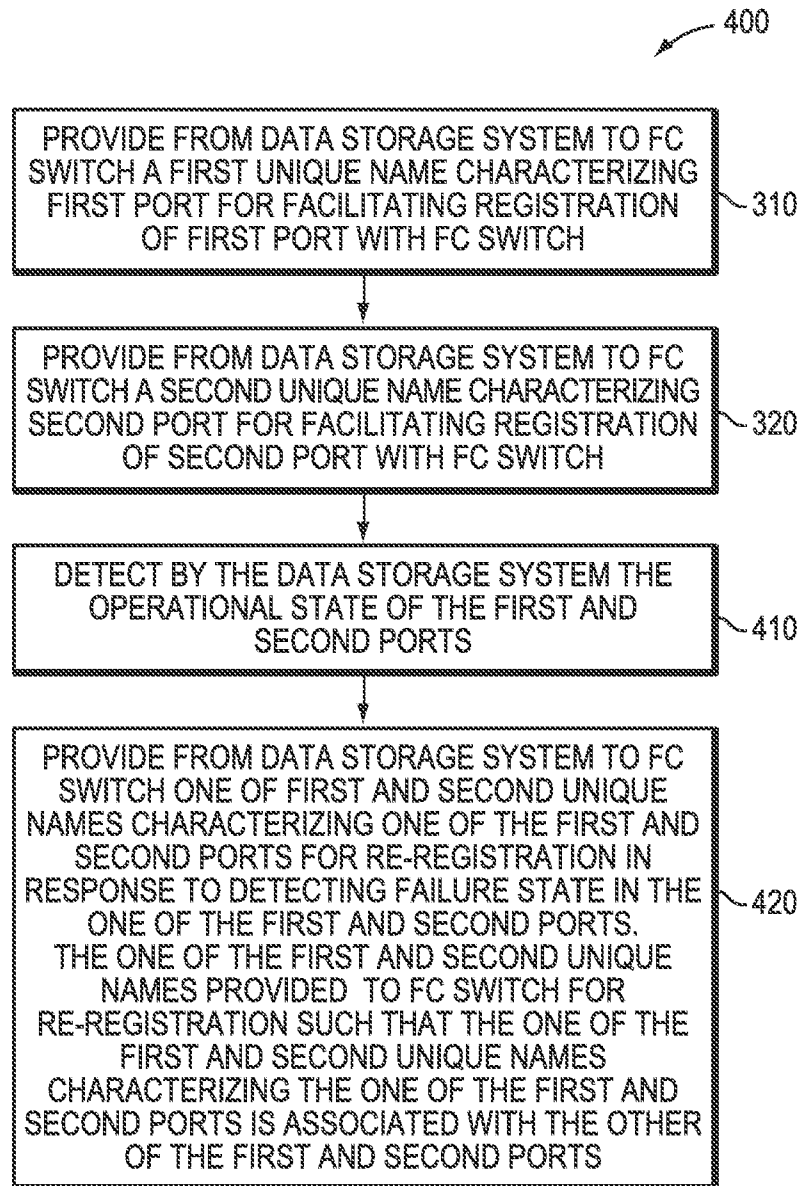 400
PROVIDE FROM DATA STORAGE SYSTEM TO FC
SWITCH A FIRST UNIQUE NAME CHARACTERIZING
FIRST PORT FOR FACILITATING REGISTRATION
OF FIRST PORT WITH FC SWITCH
310
PROVIDE FROM DATA STORAGE SYSTEM TO FC
SWITCH A SECOND UNIQUE NAME CHARACTERIZING
SECOND PORT FOR FACILITATING REGISTRATION
OF SECOND PORT WITH FC SWITCH
320
DETECT BY THE DATA STORAGE SYSTEM THE
OPERATIONAL STATE OF THE FIRST AND
SECOND PORTS
410
PROVIDE FROM DATA STORAGE SYSTEM TO FC
SWITCH ONE OF FIRST AND SECOND UNIQUE
NAMES CHARACTERIZING ONE OF THE FIRST AND
SECOND PORTS FOR RE-REGISTRATION IN
RESPONSE TO DETECTING FAILURE STATE IN THE
ONE OF THE FIRST AND SECOND PORTS.
THE ONE OF THE FIRST AND SECOND UNIQUE
NAMES PROVIDED TO FC SWITCH FOR
RE-REGISTRATION SUCH THAT THE ONE OF THE
FIRST AND SECOND UNIQUE NAMES
CHARACTERIZING THE ONE OF THE FIRST AND
SECOND PORTS IS ASSOCIATED WITH THE OTHER
OF THE FIRST AND SECOND PORTS
420